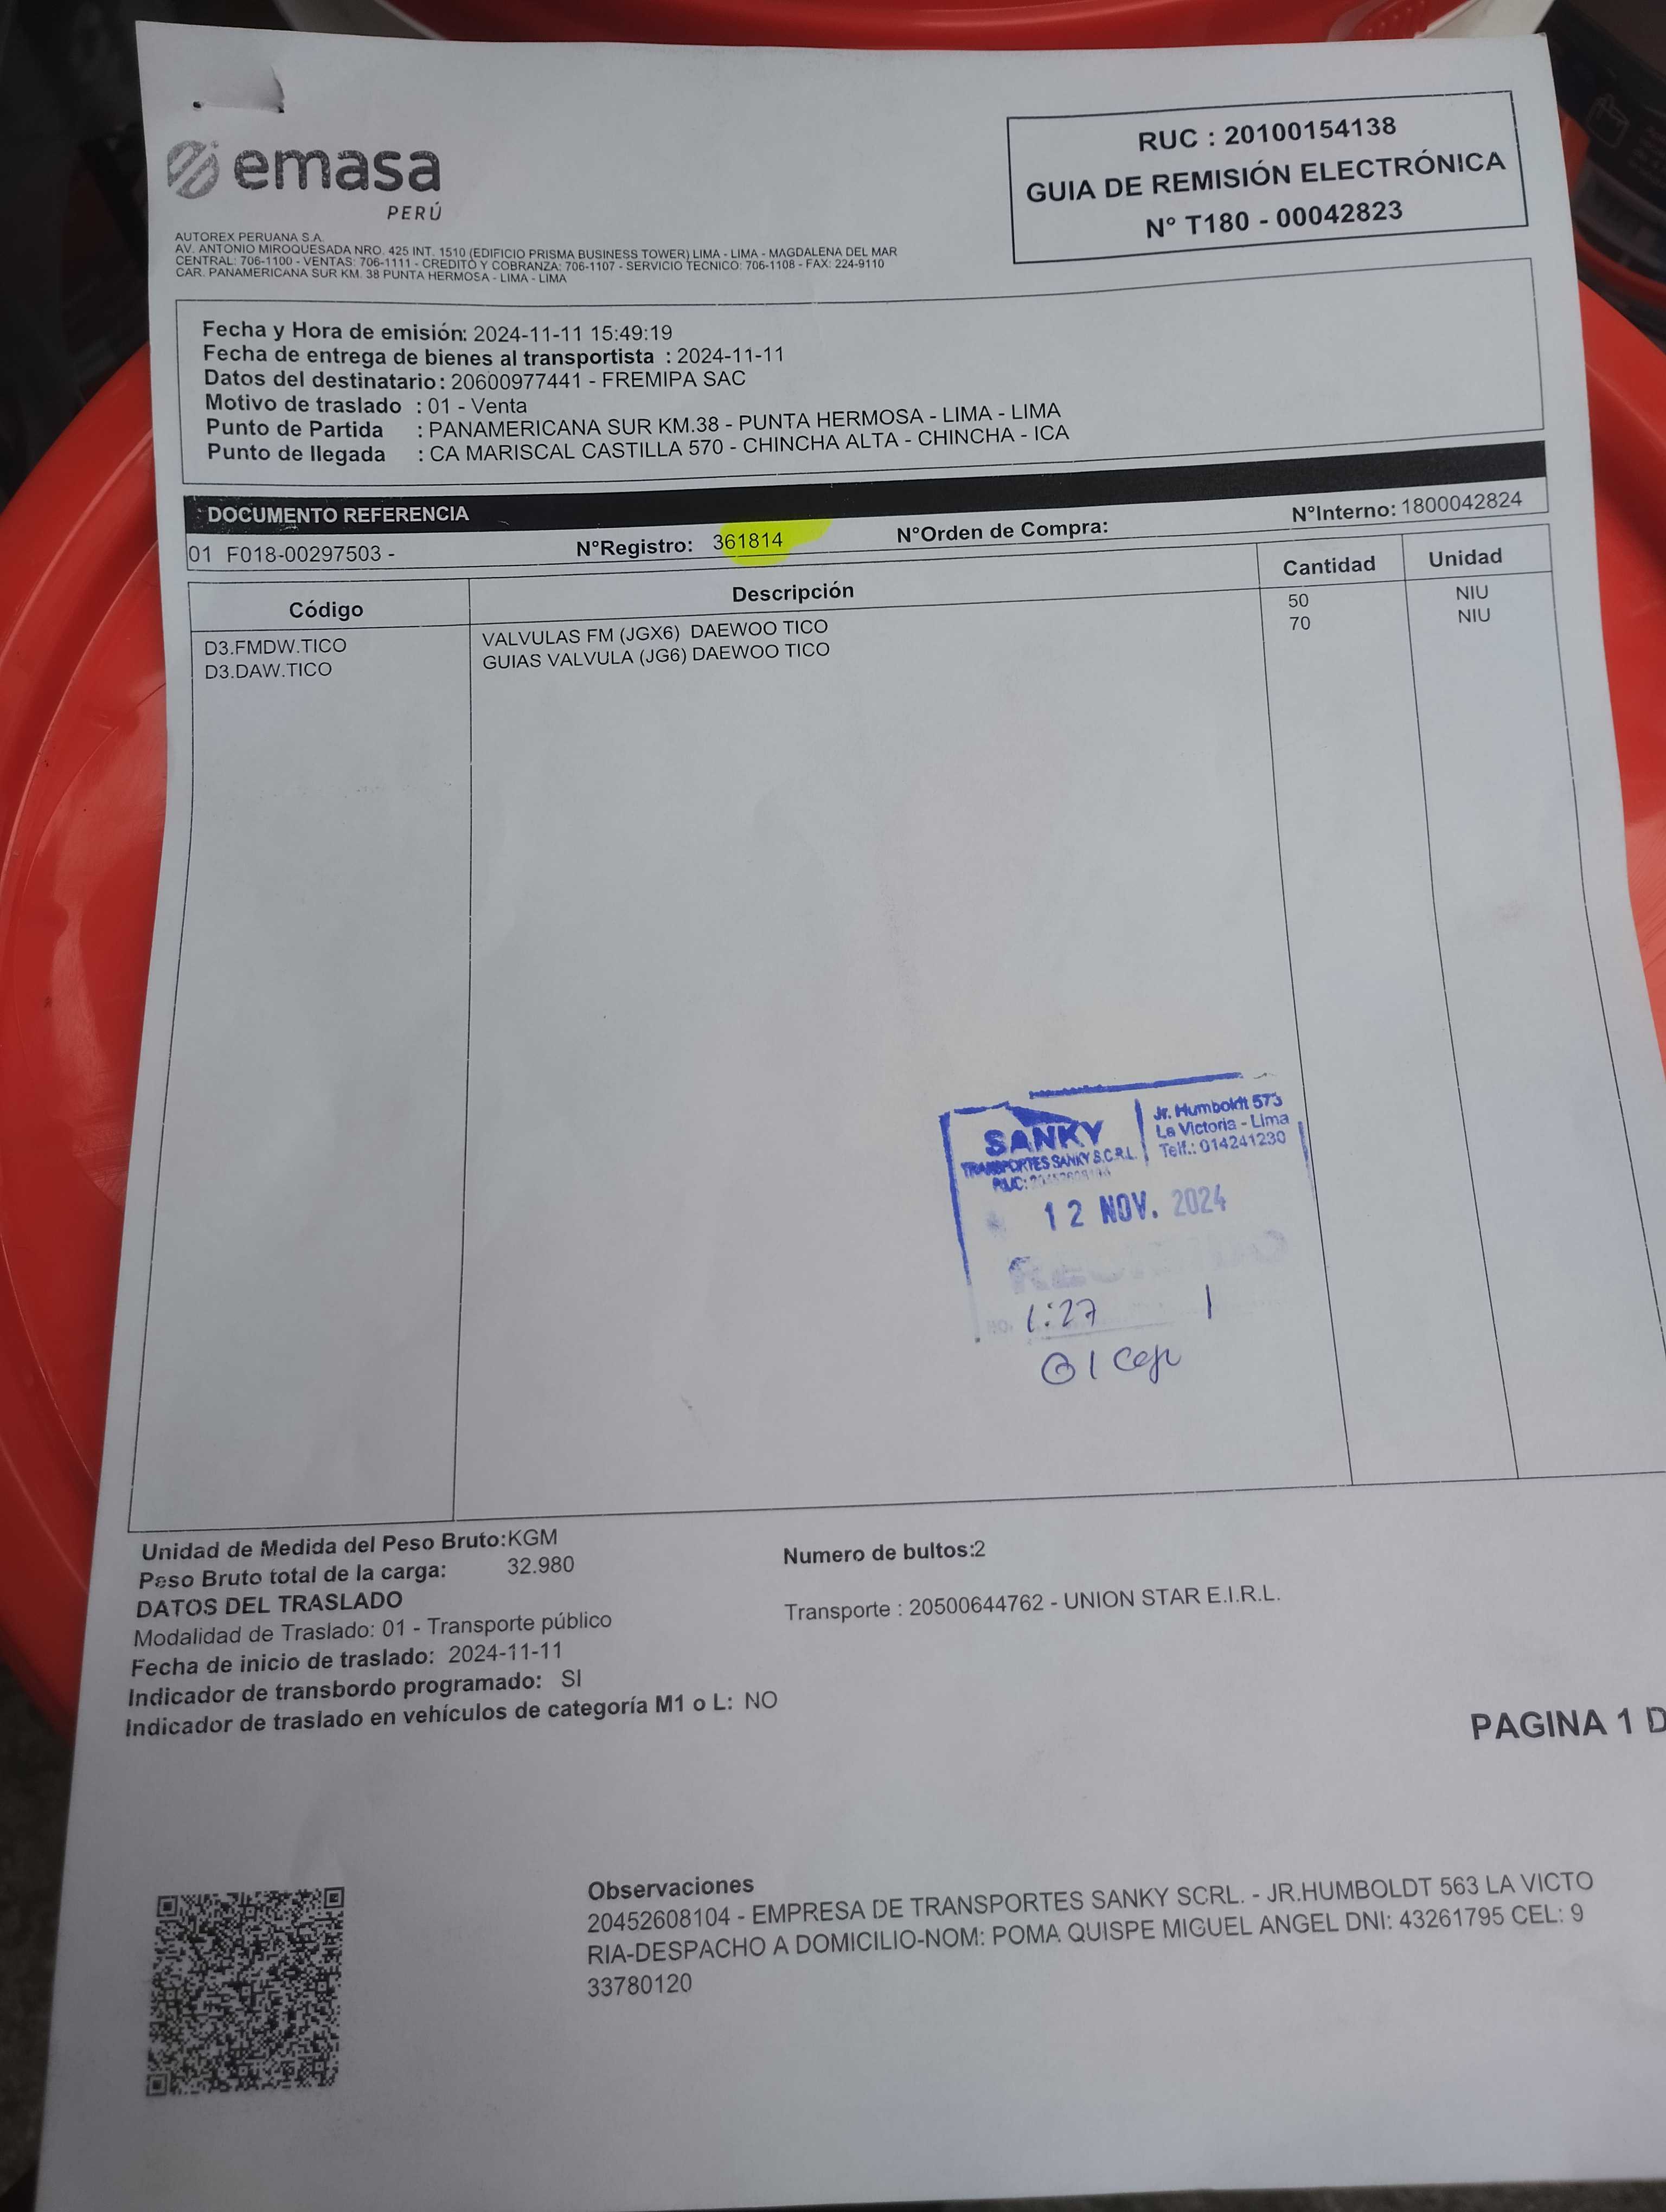 emasa
PERÚ
RUC : 20100154138
GUIA DE REMISIÓN ELECTRÓNICA
N° T180 - 00042823
AUTOREX PERUANA S.A.
AV. ANTONIO MIROQUESADA NRO. 425 INT. 1510 (EDIFICIO PRISMA BUSINESS TOWER) LIMA - LIMA - MAGDALENA DEL MAR
CENTRAL: 706-1100 - VENTAS: 706-1111 - CREDITO Y COBRANZA: 706-1107 - SERVICIO TECNICO: 706-1108 - FAX: 224-9110
CAR. PANAMERICANA SUR KM. 38 PUNTA HERMOSA - LIMA - LIMA
Fecha y Hora de emisión: 2024-11-11 15:49:19
Fecha de entrega de bienes al transportista : 2024-11-11
Datos del destinatario: 20600977441 - FREMIPA SAC
Motivo de traslado : 01 - Venta
Punto de Partida : PANAMERICANA SUR KM.38 - PUNTA HERMOSA - LIMA - LIMA
Punto de llegada : CA MARISCAL CASTILLA 570 - CHINCHA ALTA - CHINCHA - ICA
DOCUMENTO REFERENCIA
01 F018-00297503 - N°Registro: 361814 N°Orden de Compra: N°Interno: 1800042824
Código Descripción Cantidad Unidad
D3.FMDW.TICO VALVULAS FM (JGX6) DAEWOO TICO 50 NIU
D3.DAW.TICO GUIAS VALVULA (JG6) DAEWOO TICO 70 NIU
SANKY
TRANSPORTES SANKY S.C.R.L.
RUC:
Jr. Humboldt 573
La Victoria - Lima
Telf.: 014241230
12 NOV. 2024
1:27
Unidad de Medida del Peso Bruto:KGM
Peso Bruto total de la carga: 32.980
Numero de bultos:2
DATOS DEL TRASLADO
Modalidad de Traslado: 01 - Transporte público
Transporte : 20500644762 - UNION STAR E.I.R.L.
Fecha de inicio de traslado: 2024-11-11
Indicador de transbordo programado: SI
Indicador de traslado en vehículos de categoría M1 o L: NO
PAGINA 1 D
Observaciones
20452608104 - EMPRESA DE TRANSPORTES SANKY SCRL. - JR.HUMBOLDT 563 LA VICTO
RIA-DESPACHO A DOMICILIO-NOM: POMA QUISPE MIGUEL ANGEL DNI: 43261795 CEL: 9
33780120